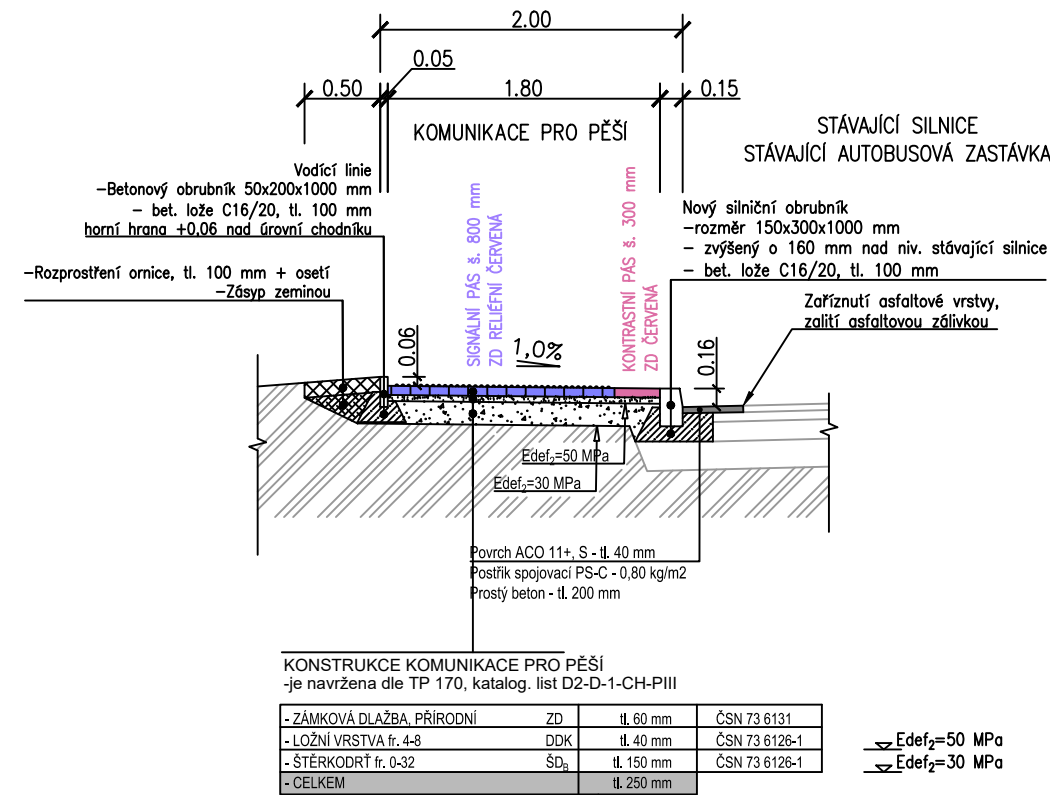 2.00
0.05
0.50
1.80
0.15
KOMUNIKACE PRO PĚŠÍ
STÁVAJÍCÍ SILNICE
STÁVAJÍCÍ AUTOBUSOVÁ ZASTÁVKA
Vodící linie
-Betonový obrubník 50x200x1000 mm
- bet. lože C16/20, tl. 100 mm
horní hrana +0,06 nad úrovní chodníku
-Rozprostření ornice, tl. 100 mm + osetí
-Zásyp zeminou
SIGNÁLNÍ PÁS š. 800 mm
ZD RELIÉFNÍ ČERVENÁ
KONTRASTNÍ PÁS š. 300 mm
ZD ČERVENÁ
Nový silniční obrubník
-rozměr 150x300x1000 mm
- zvýšený o 160 mm nad niv. stávající silnice
- bet. lože C16/20, tl. 100 mm
Zaříznutí asfaltové vrstvy,
zalití asfaltovou zálivkou
0.06
1,0%
0.16
Edef₂=50 MPa
Edef₂=30 MPa
Povrch ACO 11+, S - tl. 40 mm
Postřik spojovací PS-C - 0,80 kg/m2
Prostý beton - tl. 200 mm
KONSTRUKCE KOMUNIKACE PRO PĚŠÍ
-je navržena dle TP 170, katalog. list D2-D-1-CH-PIII
- ZÁMKOVÁ DLAŽBA, PŘÍRODNÍ ZD tl. 60 mm ČSN 73 6131
- LOŽNÍ VRSTVA fr. 4-8 DDK tl. 40 mm ČSN 73 6126-1
- ŠTĚRKODRŤ fr. 0-32 ŠD_B tl. 150 mm ČSN 73 6126-1
- CELKEM tl. 250 mm
Edef₂=50 MPa
Edef₂=30 MPa